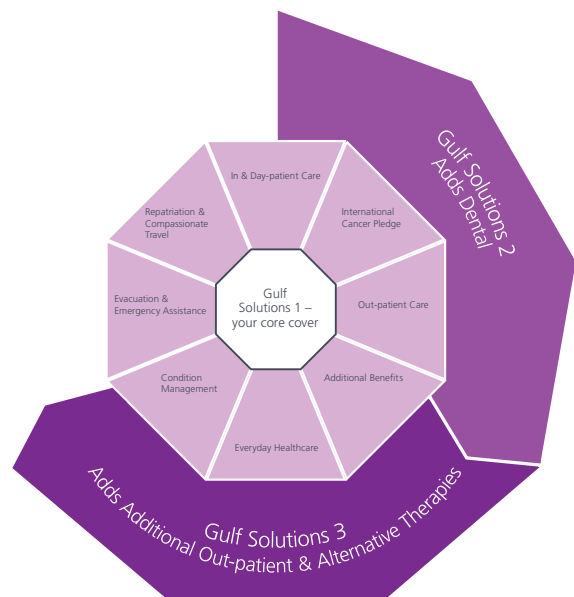 Gulf Solutions 2
Adds Dental
In & Day-patient Care
International
Cancer Pledge
Out-patient Care
Additional Benefits
Everyday Healthcare
Condition
Management
Evacuation &
Emergency Assistance
Repatriation &
Compassionate
Travel
Gulf
Solutions 1 –
your core cover
Gulf Solutions 3
Adds Additional Out-patient & Alternative Therapies